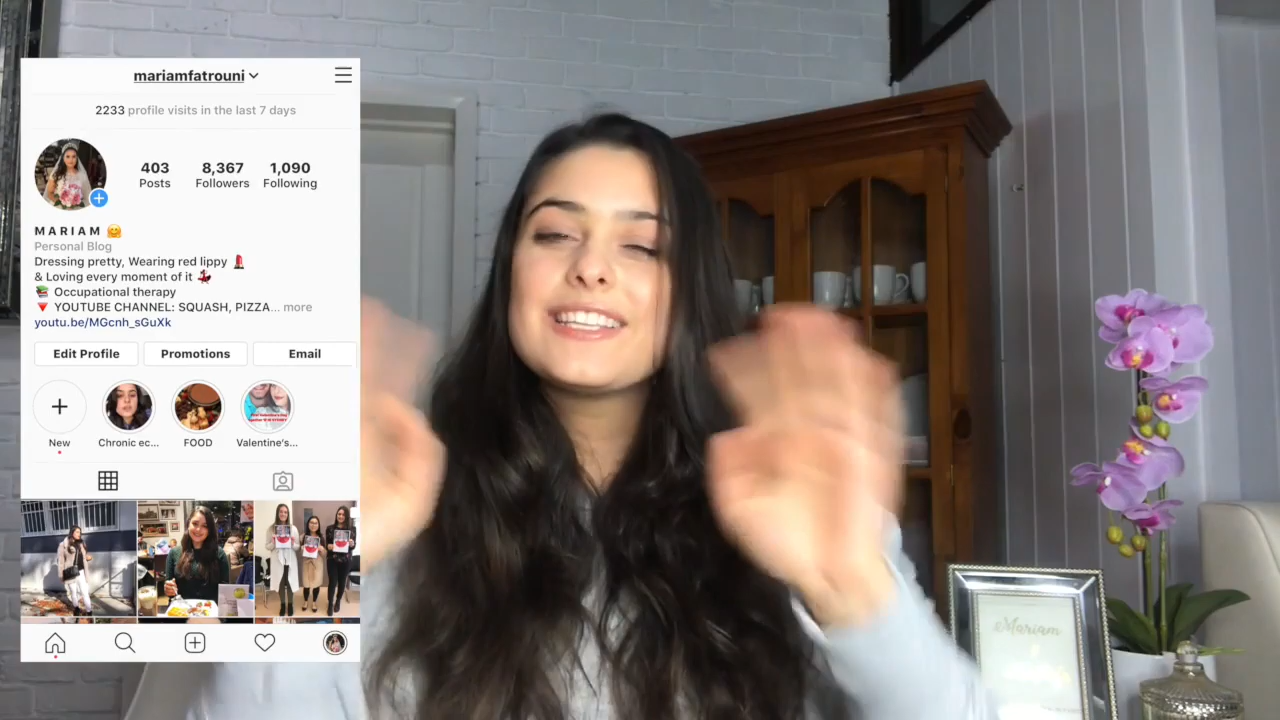 mariamfatrouni
2233 profile visits in the last 7 days
403 8,367 1,090
Posts Followers Following
M A R I A M 🤗
Personal Blog
Dressing pretty, Wearing red lippy 💄
& Loving every moment of it 💃
📚 Occupational therapy
🔻 YOUTUBE CHANNEL: SQUASH, PIZZA... more
youtu.be/MGcnh_sGuXk
Edit Profile Promotions Email
New Chronic ec... FOOD Valentine's...
Mariam